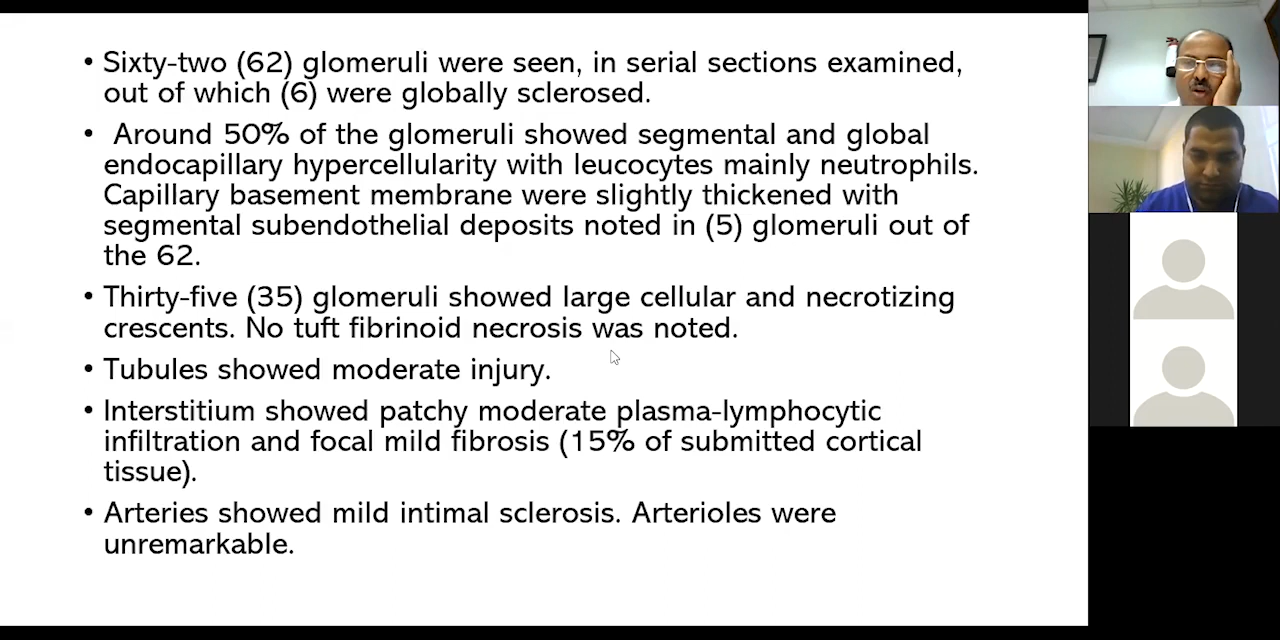 • Sixty-two (62) glomeruli were seen, in serial sections examined,
out of which (6) were globally sclerosed.
• Around 50% of the glomeruli showed segmental and global
endocapillary hypercellularity with leucocytes mainly neutrophils.
Capillary basement membrane were slightly thickened with
segmental subendothelial deposits noted in (5) glomeruli out of
the 62.
• Thirty-five (35) glomeruli showed large cellular and necrotizing
crescents. No tuft fibrinoid necrosis was noted.
• Tubules showed moderate injury.
• Interstitium showed patchy moderate plasma-lymphocytic
infiltration and focal mild fibrosis (15% of submitted cortical
tissue).
• Arteries showed mild intimal sclerosis. Arterioles were
unremarkable.